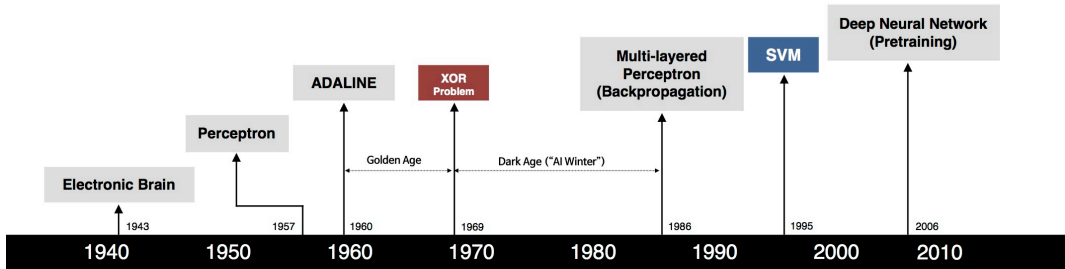 Deep Neural Network
(Pretraining)
Multi-layered
Perceptron
(Backpropagation)
SVM
ADALINE
XOR
Problem
Perceptron
Golden Age
Dark Age ("AI Winter")
Electronic Brain
1943
1957
1960
1969
1986
1995
2006
1940
1950
1960
1970
1980
1990
2000
2010